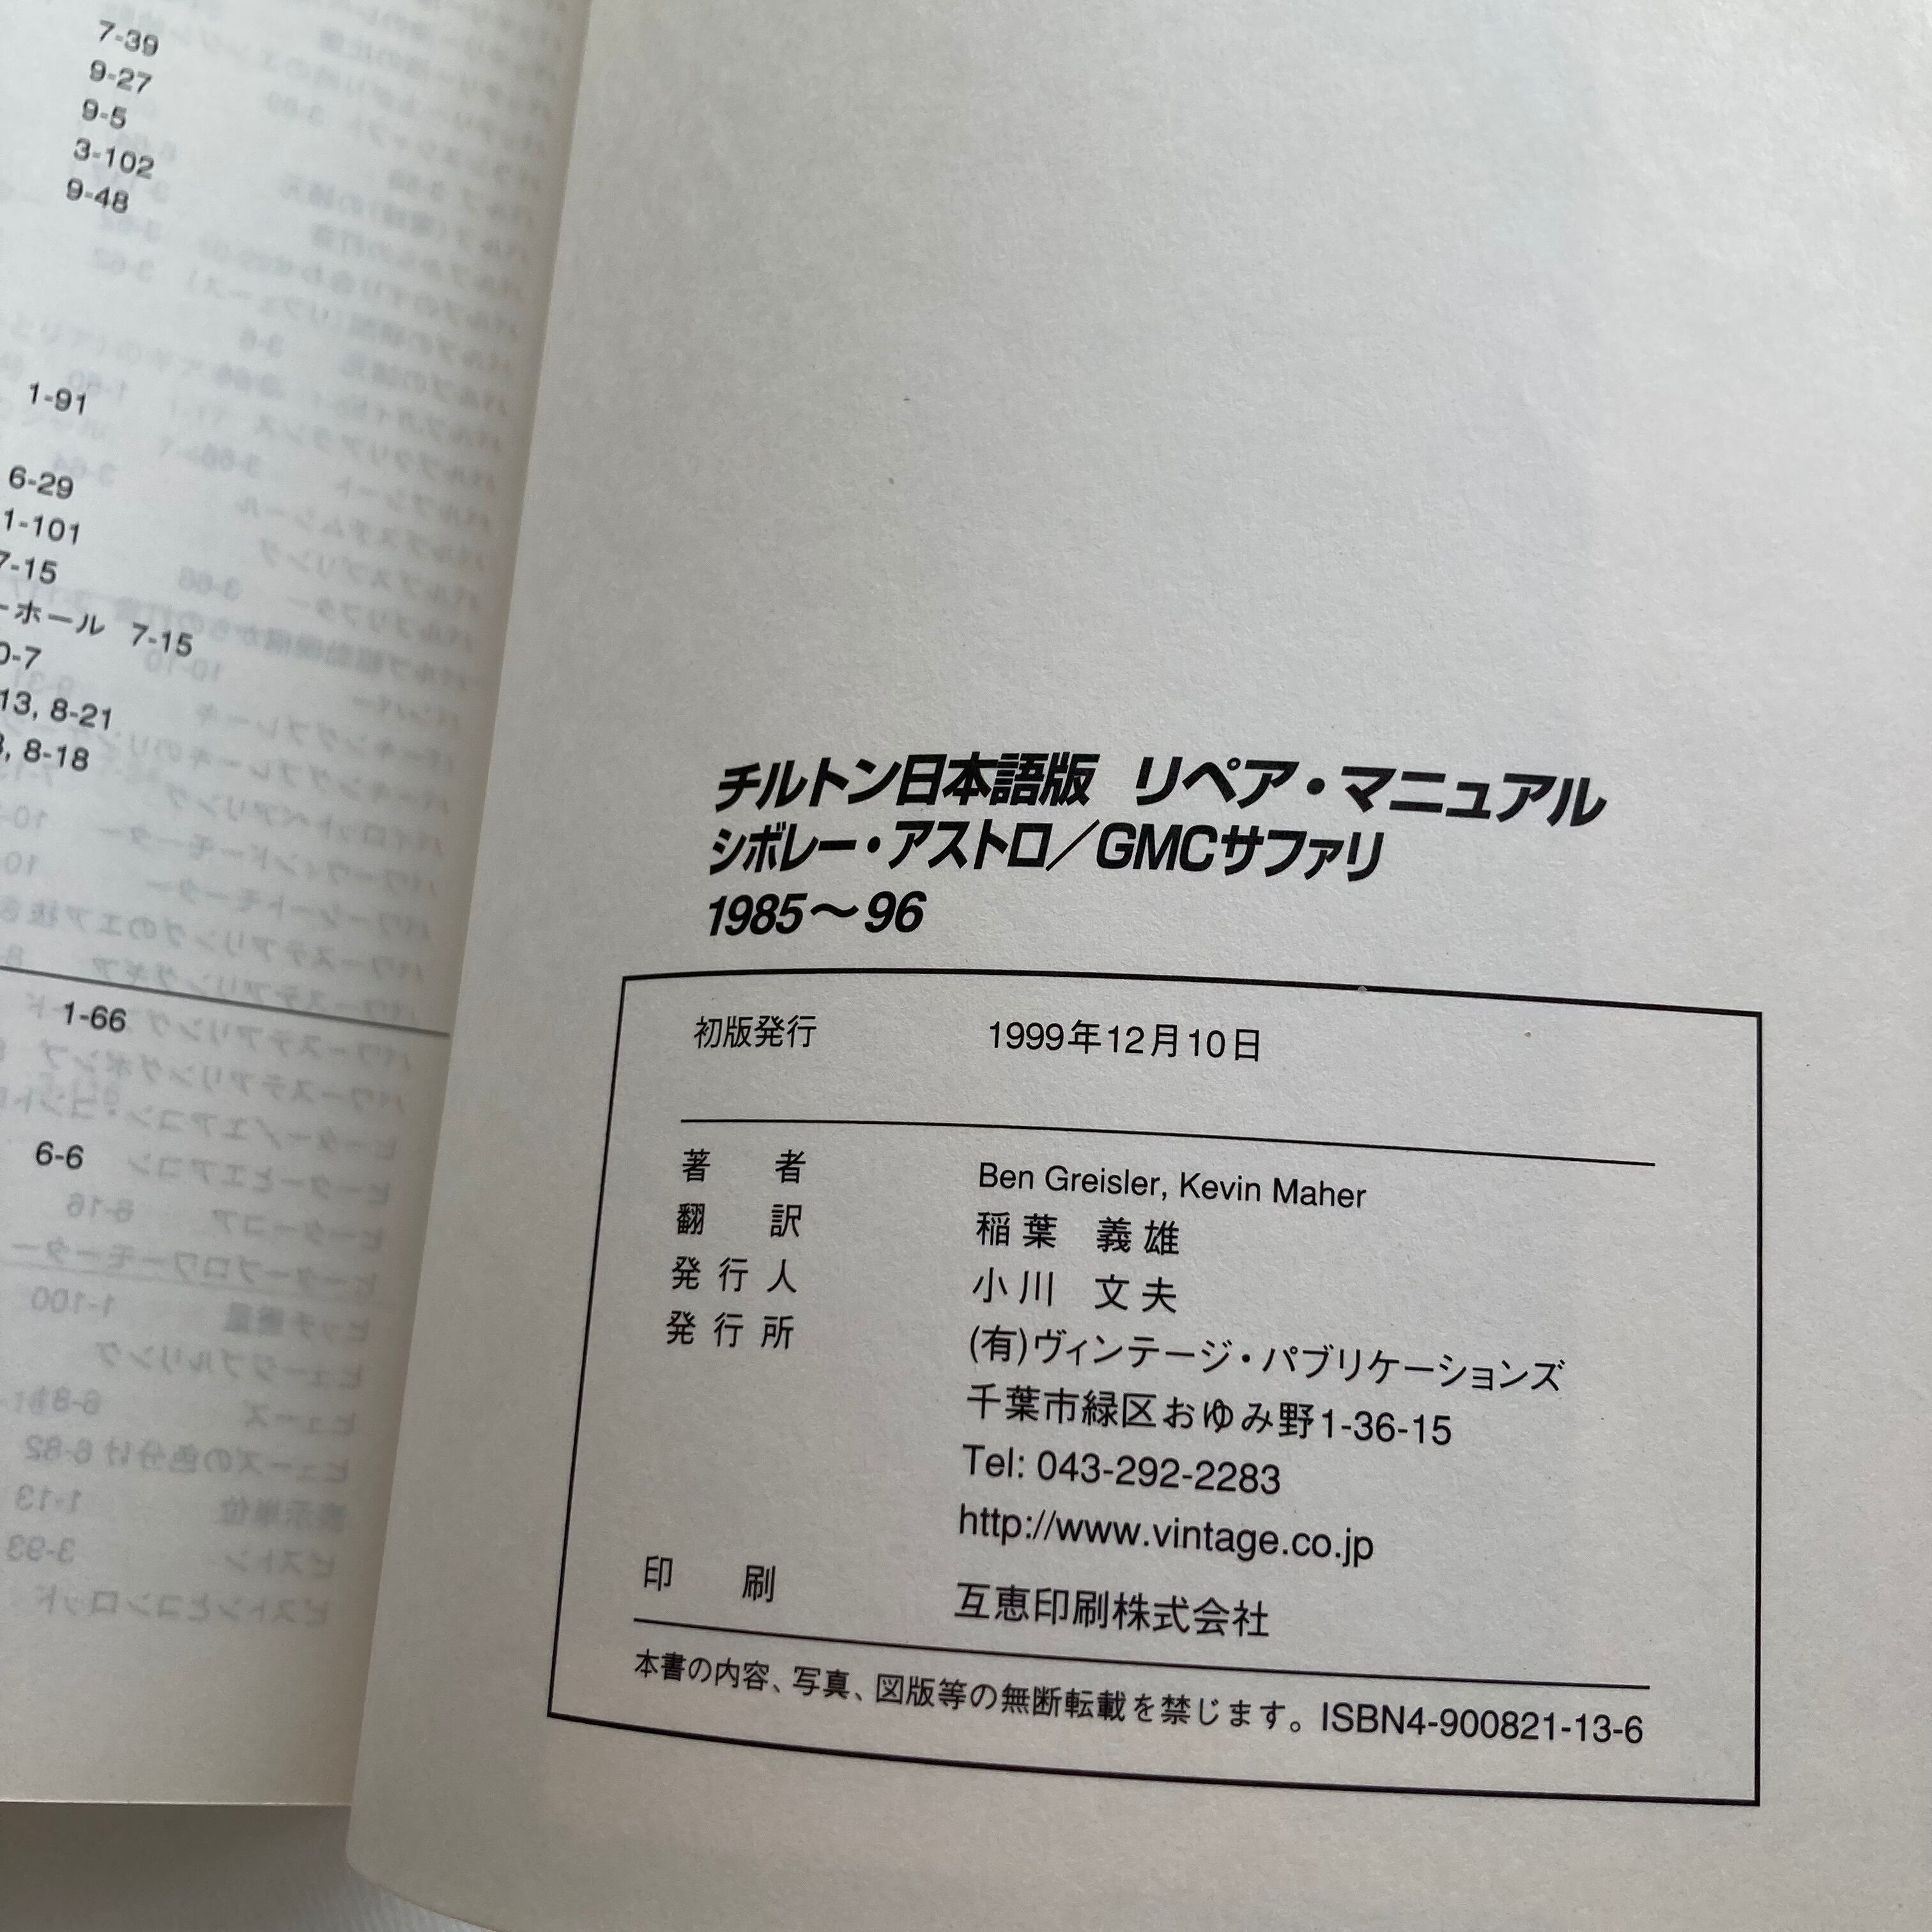 7-39
9-27
9-5
3-102
9-48
1-91
6-29
1-101
7-15
ーホール 7-15
0-7
13, 8-21
8-18
1-66
6-6
チルトン日本語版 リペア・マニュアル
シボレー・アストロ／GMCサファリ
1985～96
初版発行 1999年12月10日
著者 Ben Greisler, Kevin Maher
翻訳 稲葉 義雄
発行人 小川 文夫
発行所 (有)ヴィンテージ・パブリケーションズ
千葉市緑区おゆみ野1-36-15
Tel: 043-292-2283
http://www.vintage.co.jp
印刷 互恵印刷株式会社
本書の内容、写真、図版等の無断転載を禁じます。ISBN4-900821-13-6